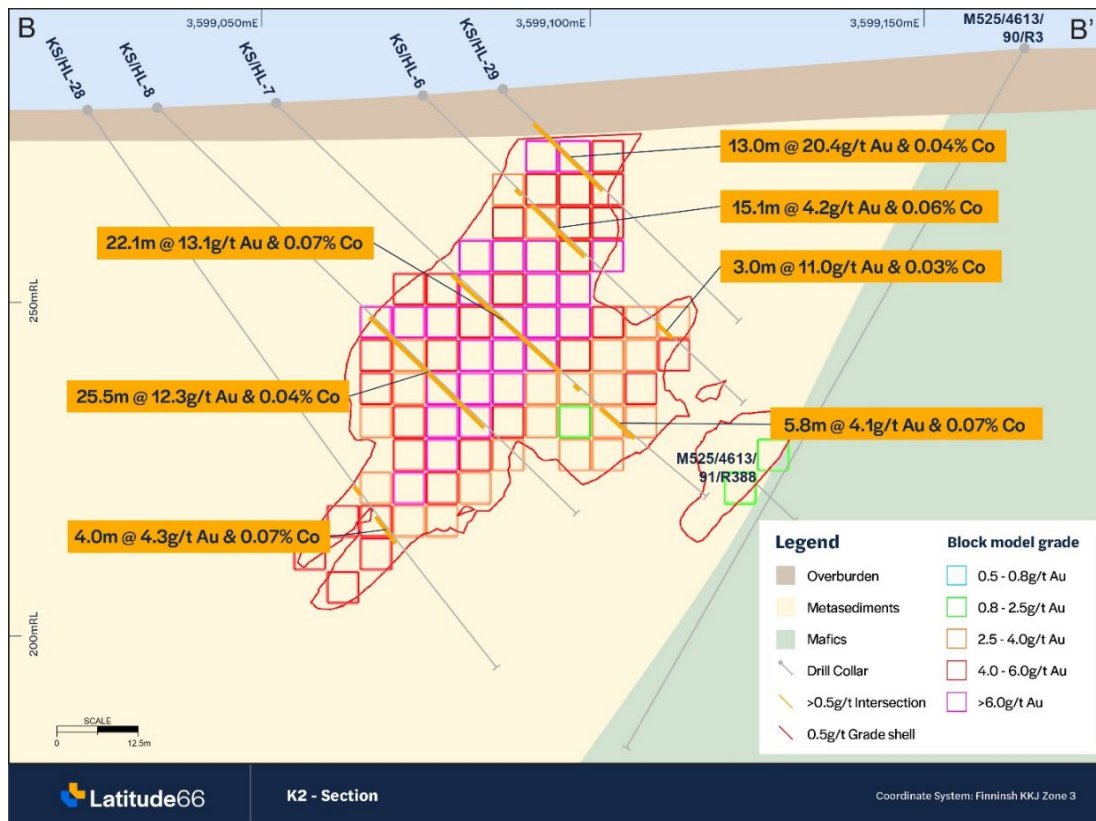 B
3,599,050mE
3,599,100mE
3,599,150mE
M525/4613/
90/R3
B'
KS/HL-28
KS/HL-8
KS/HL-7
KS/HL-6
KS/HL-29
13.0m @ 20.4g/t Au & 0.04% Co
15.1m @ 4.2g/t Au & 0.06% Co
22.1m @ 13.1g/t Au & 0.07% Co
3.0m @ 11.0g/t Au & 0.03% Co
250mRL
25.5m @ 12.3g/t Au & 0.04% Co
5.8m @ 4.1g/t Au & 0.07% Co
M525/4613/
91/R388
4.0m @ 4.3g/t Au & 0.07% Co
200mRL
Legend
Overburden
Metasediments
Mafics
Drill Collar
>0.5g/t Intersection
0.5g/t Grade shell
Block model grade
0.5 - 0.8g/t Au
0.8 - 2.5g/t Au
2.5 - 4.0g/t Au
4.0 - 6.0g/t Au
>6.0g/t Au
SCALE
0
12.5m
Latitude66
K2 - Section
Coordinate System: Finninsh KKJ Zone 3